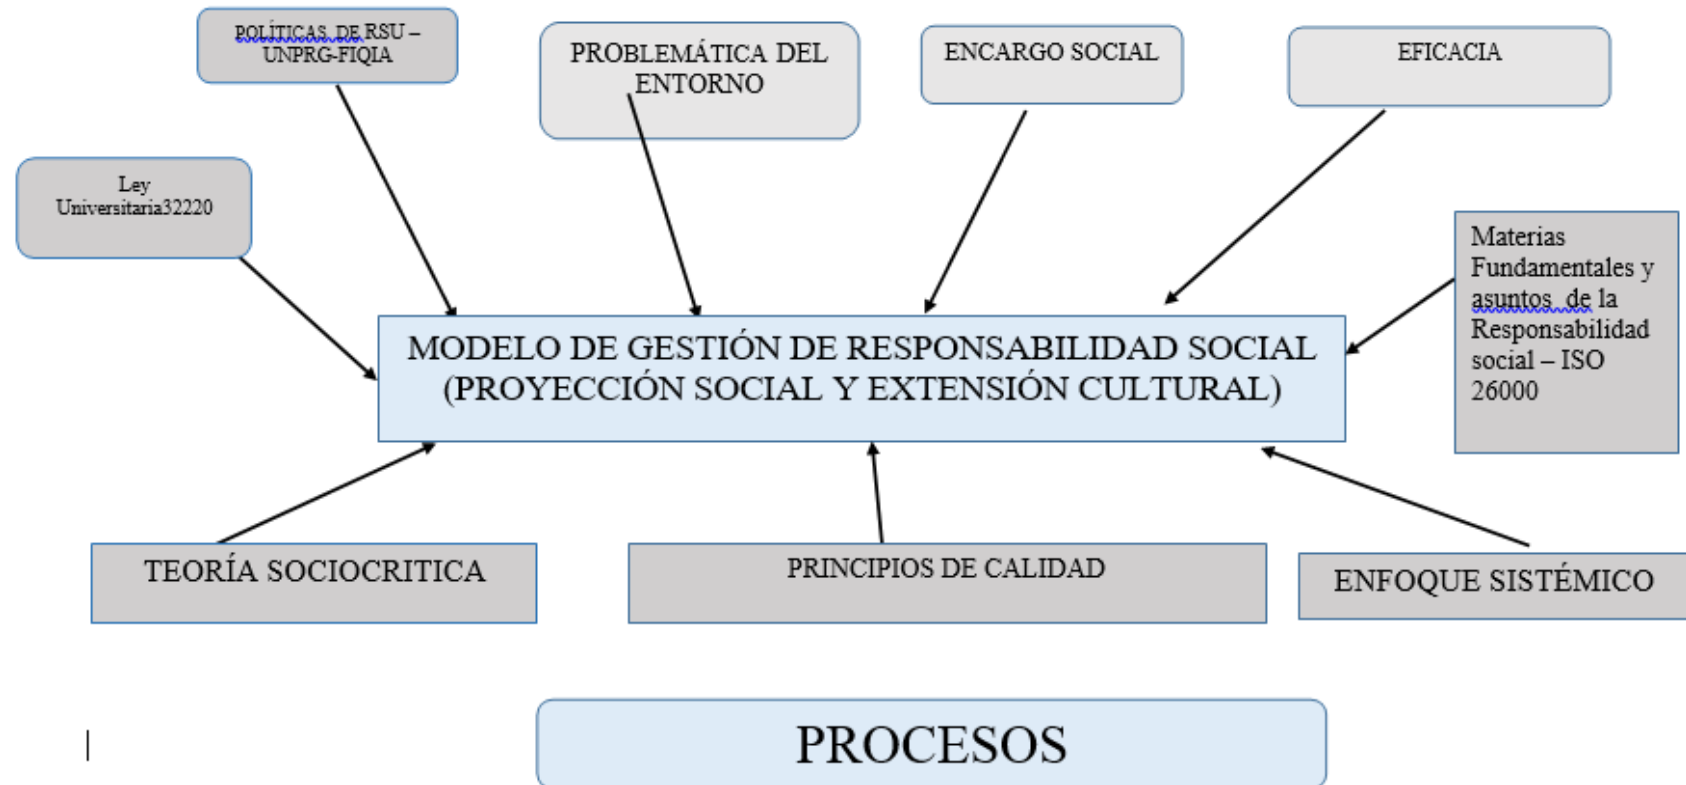 POLÍTICAS DE RSU –
UNPRG-FIQIA
PROBLEMÁTICA DEL
ENTORNO
ENCARGO SOCIAL
EFICACIA
Ley
Universitaria32220
Materias
Fundamentales y
asuntos de la
Responsabilidad
social – ISO
26000
MODELO DE GESTIÓN DE RESPONSABILIDAD SOCIAL
(PROYECCIÓN SOCIAL Y EXTENSIÓN CULTURAL)
TEORÍA SOCIOCRITICA
PRINCIPIOS DE CALIDAD
ENFOQUE SISTÉMICO
PROCESOS